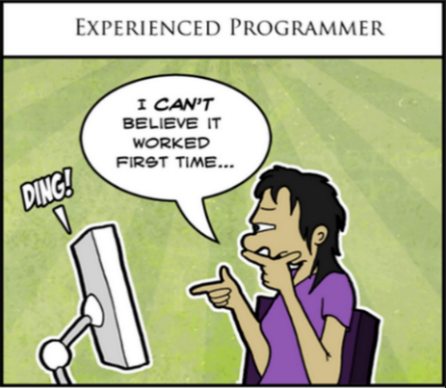 EXPERIENCED PROGRAMMER
I CAN'T
BELIEVE IT
WORKED
FIRST TIME...
DING!